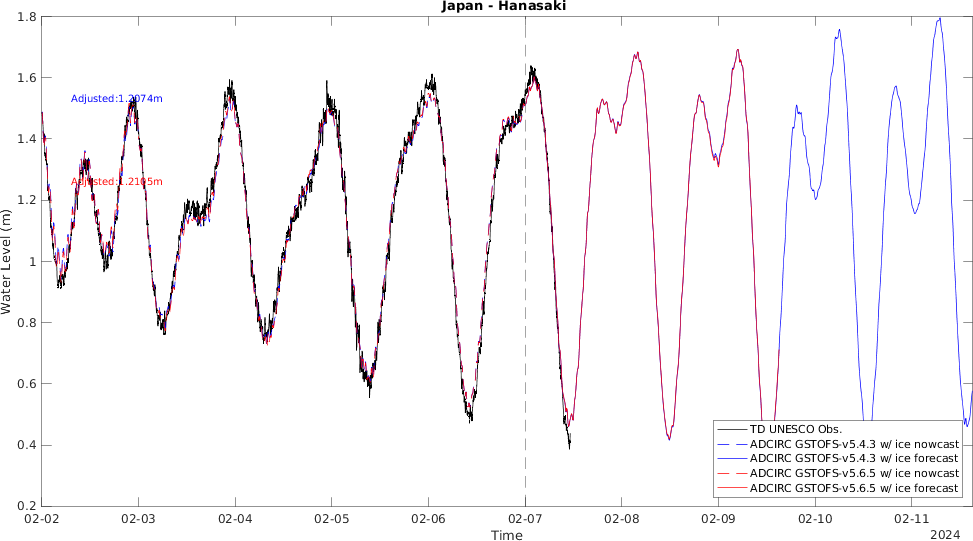 Japan - Hanasaki
1.8
1.6
1.4
1.2
1
0.8
0.6
0.4
0.2
Water Level (m)
Adjusted:1.2074m
Adjusted:1.2105m
TD UNESCO Obs.
ADCIRC GSTOFS-v5.4.3 w/ ice nowcast
ADCIRC GSTOFS-v5.4.3 w/ ice forecast
ADCIRC GSTOFS-v5.6.5 w/ ice nowcast
ADCIRC GSTOFS-v5.6.5 w/ ice forecast
02-02 02-03 02-04 02-05 02-06 02-07 02-08 02-09 02-10 02-11
Time
2024